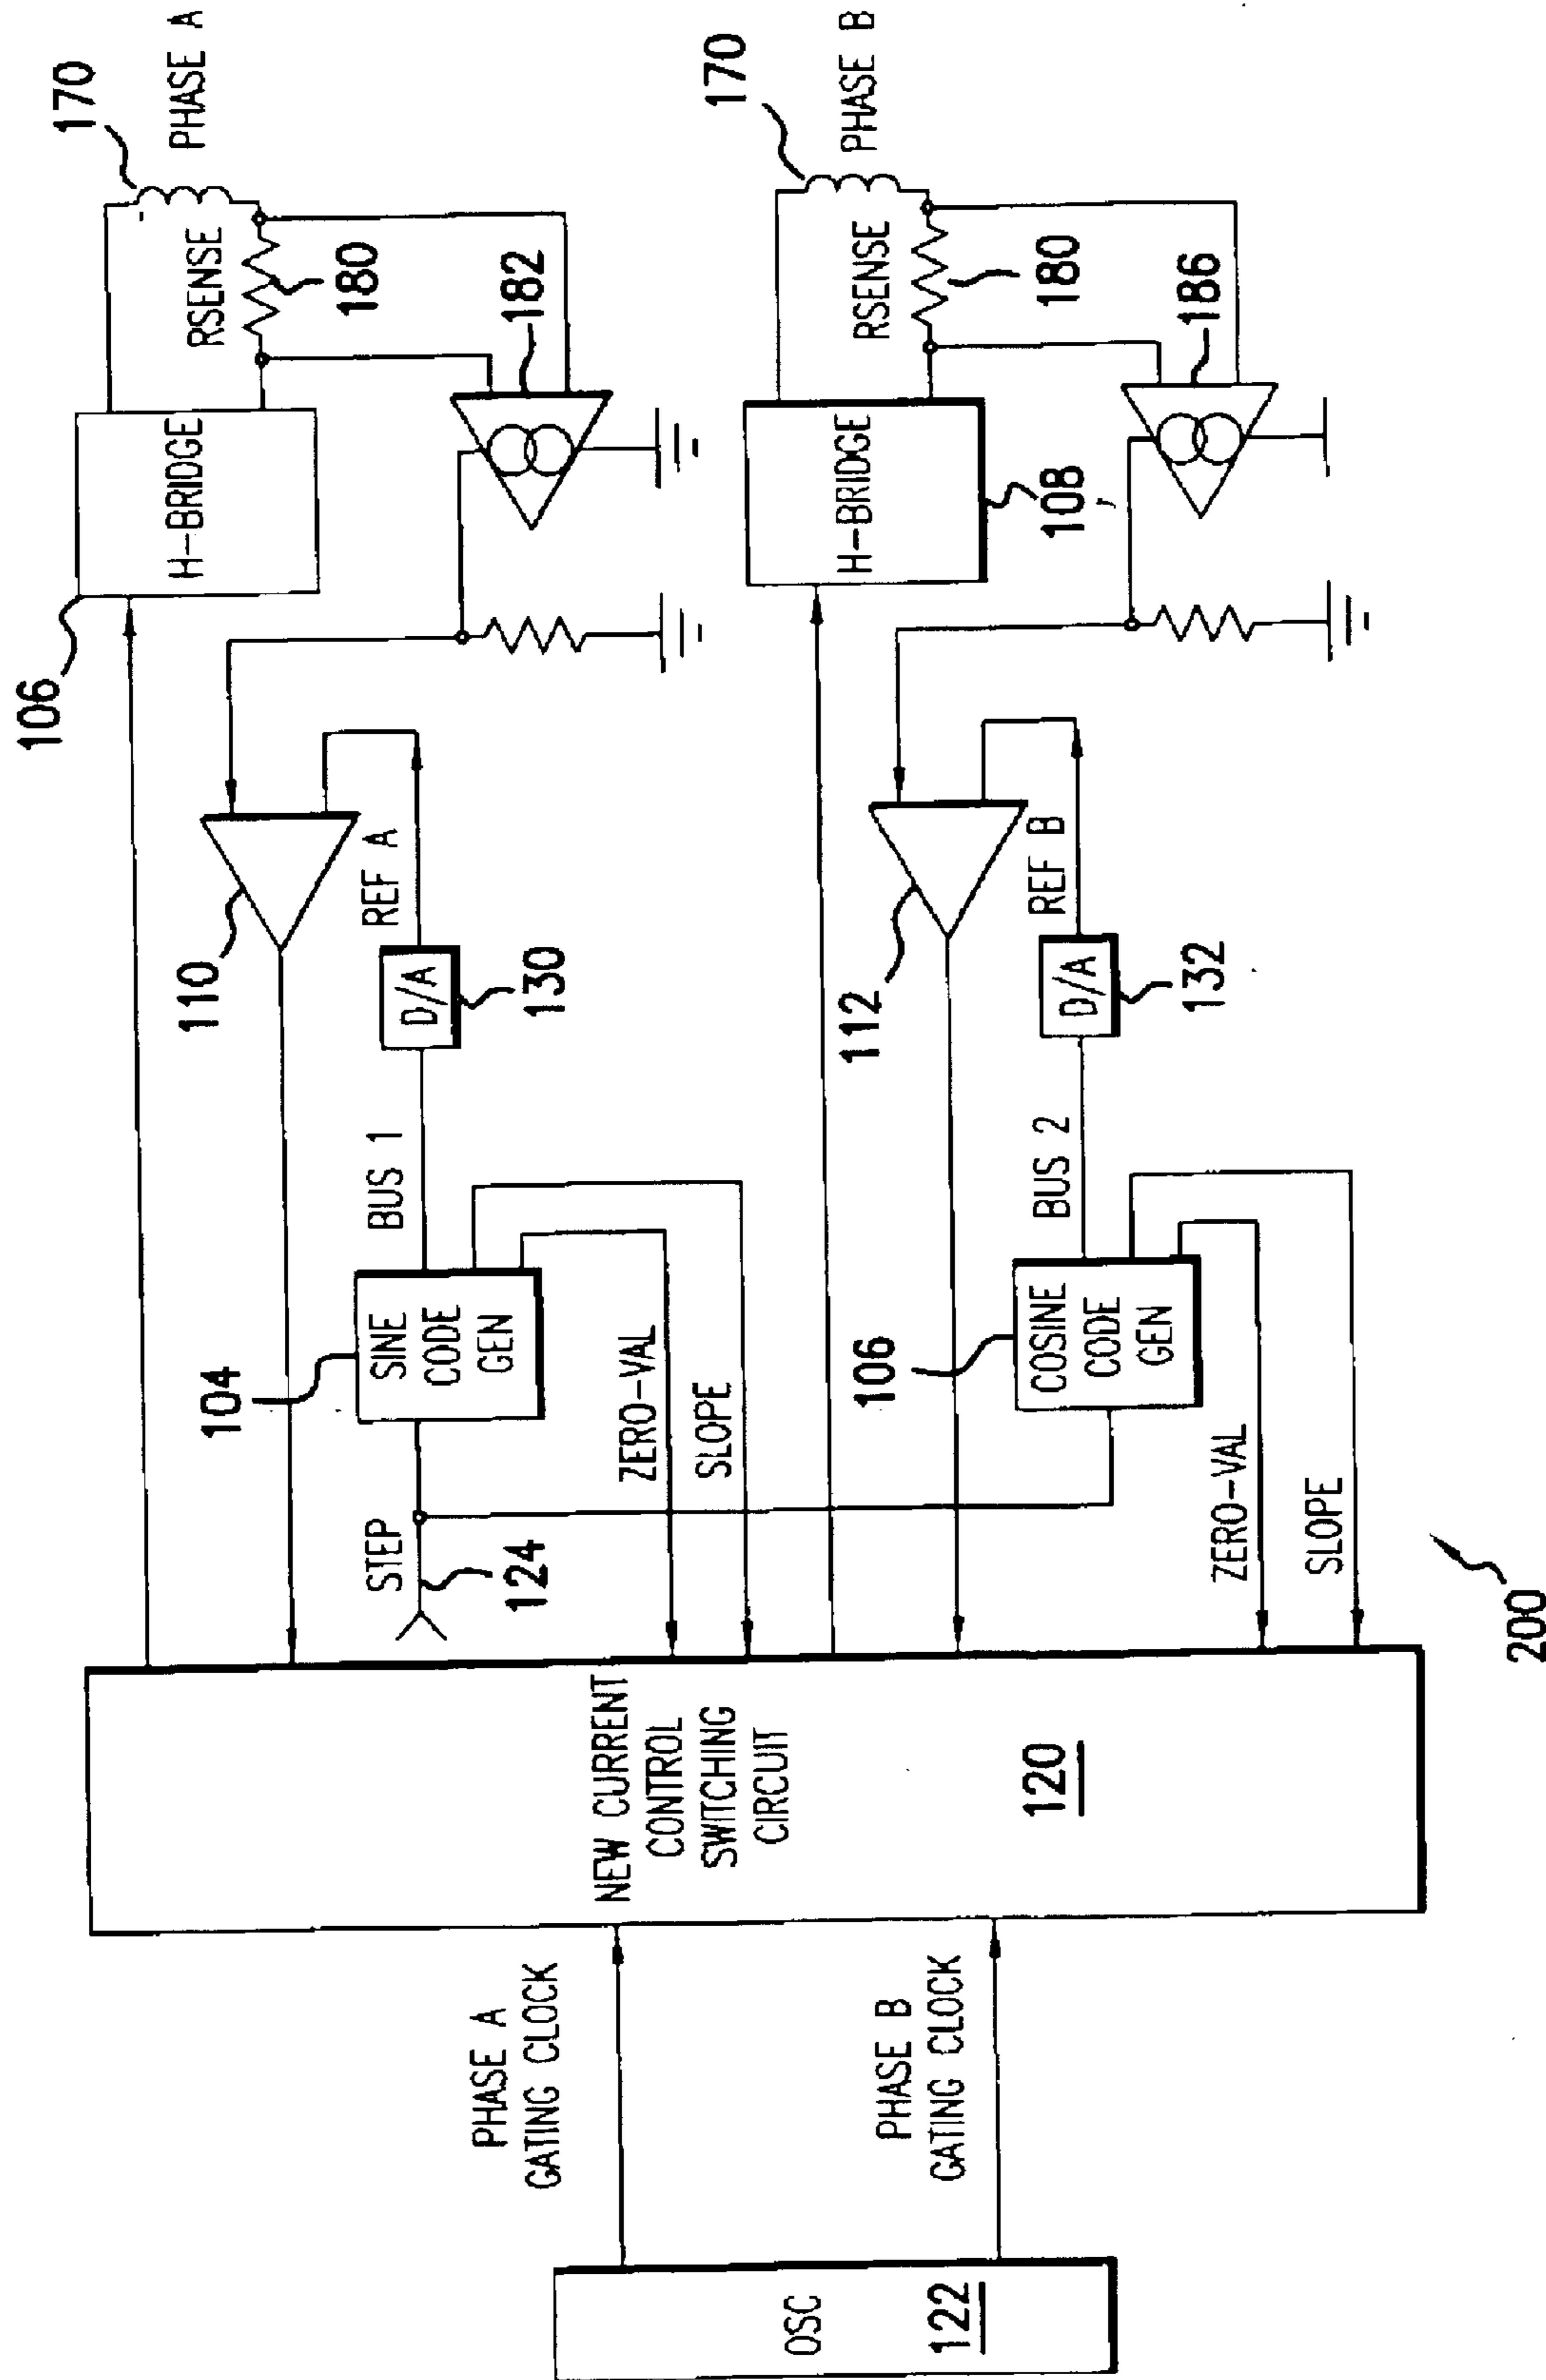 106
170
PHASE A
H-BRIDGE
RSENSE
180
182
110
REF A
D/A
130
BUS 1
104
SINE
CODE
GEN
STEP
124
ZERO-VAL
SLOPE
170
PHASE B
H-BRIDGE
108
RSENSE
180
186
112
REF B
D/A
132
BUS 2
106
COSINE
CODE
GEN
ZERO-VAL
SLOPE
NEW CURRENT
CONTROL
SWITCHING
CIRCUIT
120
PHASE A
GATING CLOCK
PHASE B
GATING CLOCK
OSC
122
200